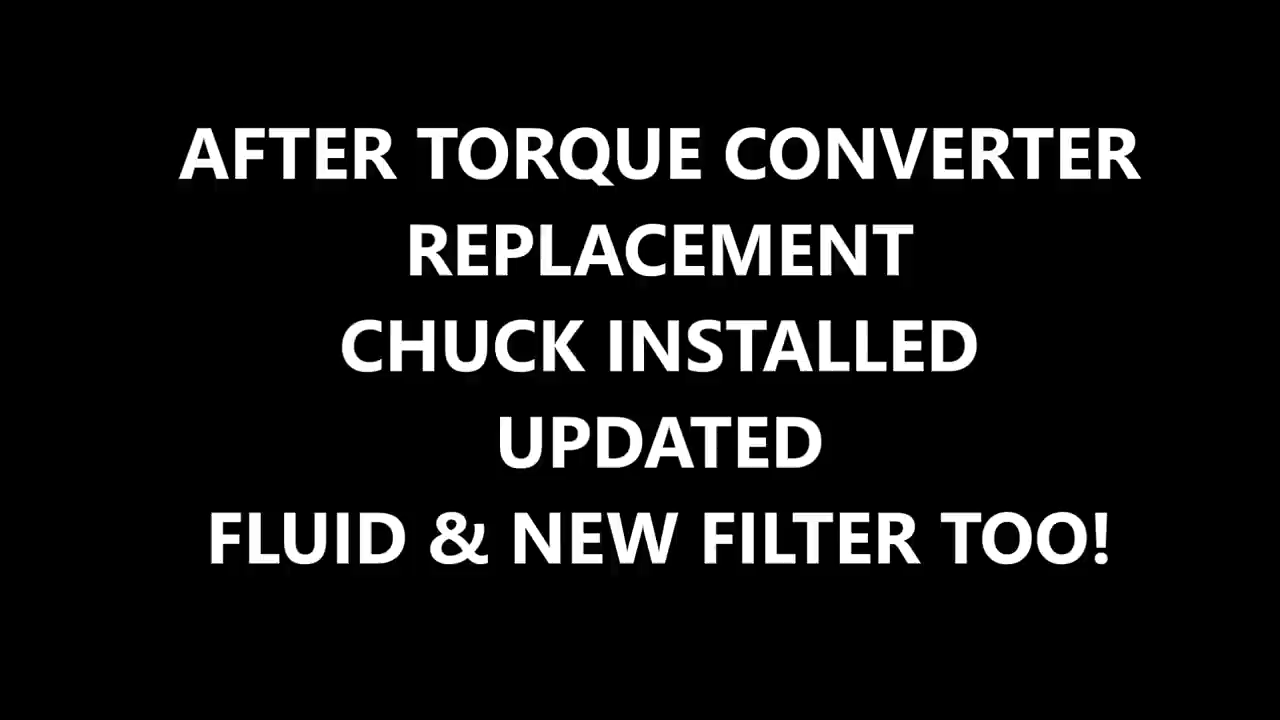 AFTER TORQUE CONVERTER
REPLACEMENT
CHUCK INSTALLED
UPDATED
FLUID & NEW FILTER TOO!